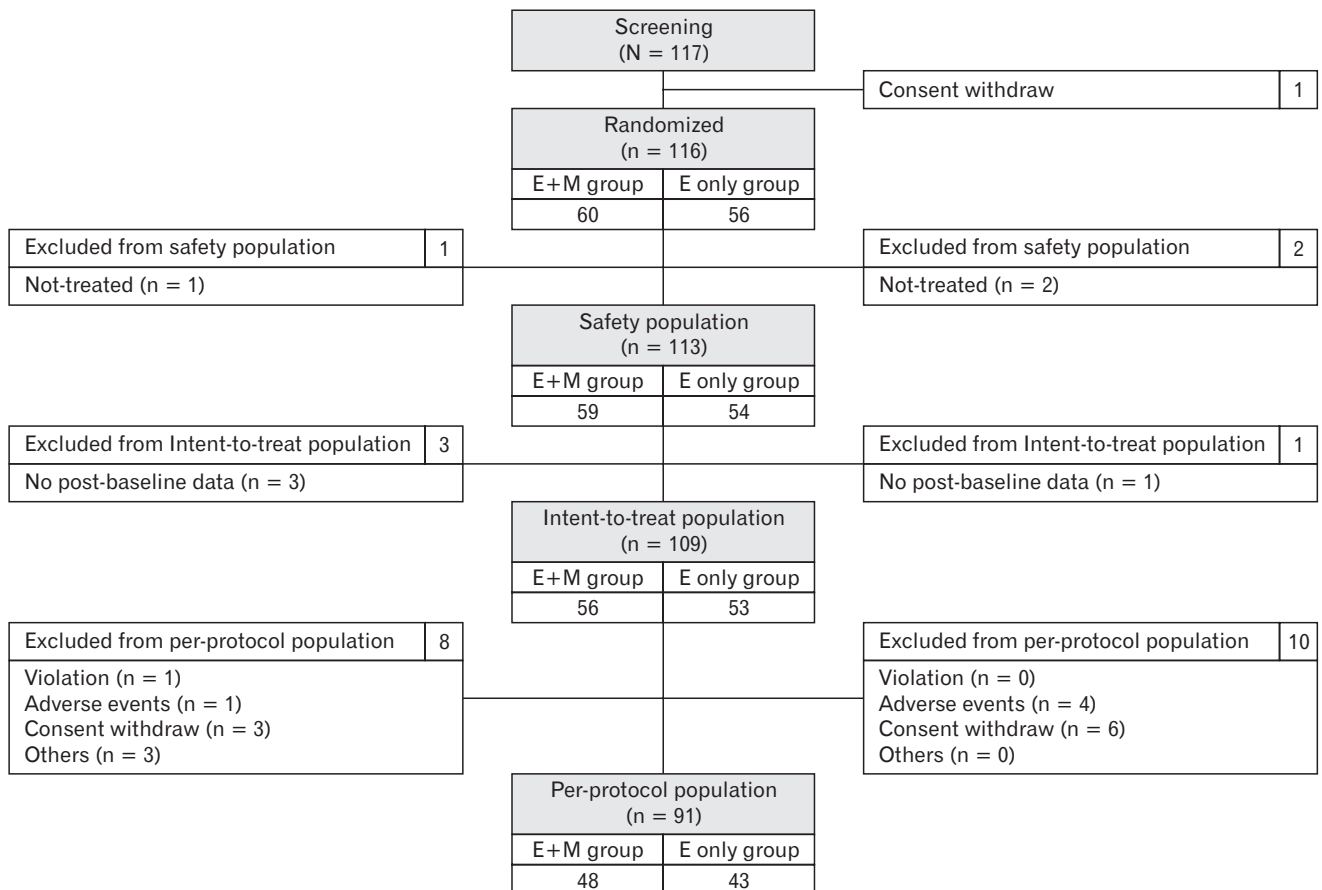 Screening
(N = 117)
Consent withdraw 1
Randomized
(n = 116)
E+M group E only group
60 56
Excluded from safety population 1
Not-treated (n = 1)
Excluded from safety population 2
Not-treated (n = 2)
Safety population
(n = 113)
E+M group E only group
59 54
Excluded from Intent-to-treat population 3
No post-baseline data (n = 3)
Excluded from Intent-to-treat population 1
No post-baseline data (n = 1)
Intent-to-treat population
(n = 109)
E+M group E only group
56 53
Excluded from per-protocol population 8
Violation (n = 1)
Adverse events (n = 1)
Consent withdraw (n = 3)
Others (n = 3)
Excluded from per-protocol population 10
Violation (n = 0)
Adverse events (n = 4)
Consent withdraw (n = 6)
Others (n = 0)
Per-protocol population
(n = 91)
E+M group E only group
48 43